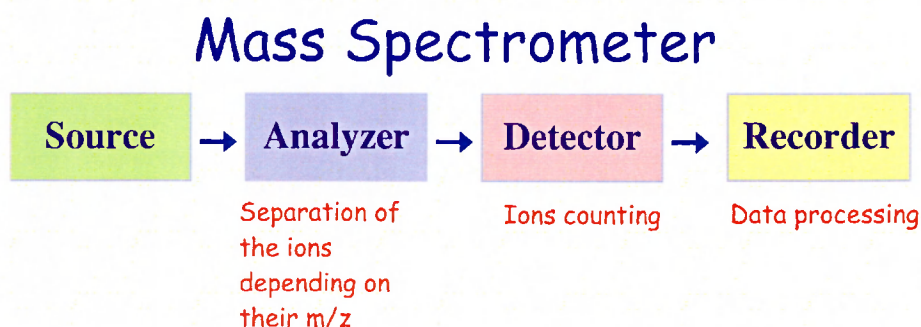 Mass Spectrometer
Source → Analyzer → Detector → Recorder
Separation of
the ions
depending on
their m/z
Ions counting
Data processing